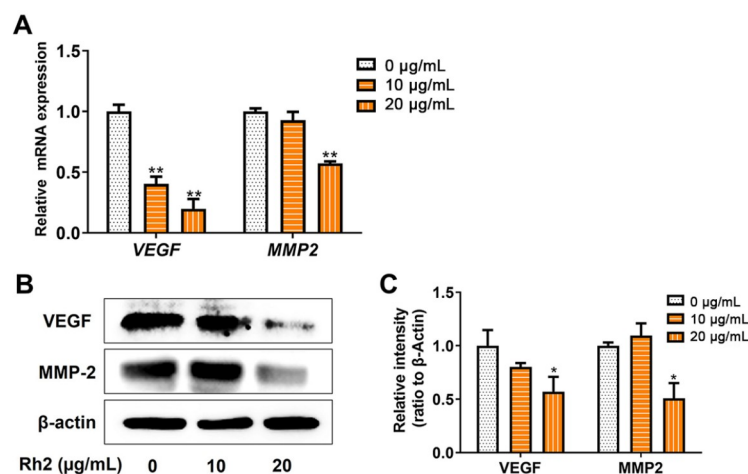 A
Relative mRNA expression
1.5
1.0
0.5
0.0
**
**
**
VEGF
MMP2
0 µg/mL
10 µg/mL
20 µg/mL
B
VEGF
MMP-2
β-actin
Rh2 (µg/mL) 0 10 20
C
Relative intensity
(ratio to β-Actin)
1.5
1.0
0.5
0.0
*
*
VEGF
MMP2
0 µg/mL
10 µg/mL
20 µg/mL